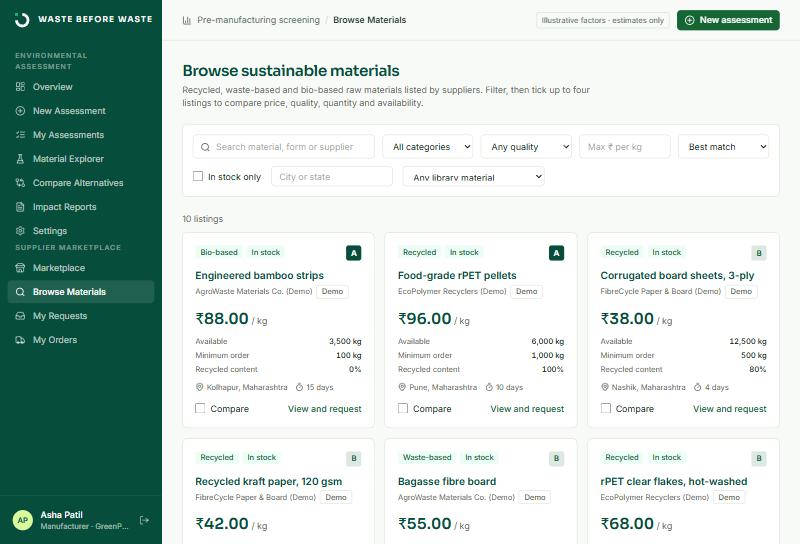 WASTE BEFORE WASTE
ENVIRONMENTAL
ASSESSMENT
Overview
New Assessment
My Assessments
Material Explorer
Compare Alternatives
Impact Reports
Settings
SUPPLIER MARKETPLACE
Marketplace
Browse Materials
My Requests
My Orders
AP
Asha Patil
Manufacturer · GreenP...
Pre-manufacturing screening / Browse Materials
Illustrative factors · estimates only
New assessment
Browse sustainable materials
Recycled, waste-based and bio-based raw materials listed by suppliers. Filter, then tick up to four
listings to compare price, quality, quantity and availability.
Search material, form or supplier
All categories
Any quality
Max ₹ per kg
Best match
In stock only
City or state
Any library material
10 listings
Bio-based In stock A
Engineered bamboo strips
AgroWaste Materials Co. (Demo) Demo
₹88.00 / kg
Available 3,500 kg
Minimum order 100 kg
Recycled content 0%
Kolhapur, Maharashtra 15 days
Compare View and request
Recycled In stock A
Food-grade rPET pellets
EcoPolymer Recyclers (Demo) Demo
₹96.00 / kg
Available 6,000 kg
Minimum order 1,000 kg
Recycled content 100%
Pune, Maharashtra 10 days
Compare View and request
Recycled In stock B
Corrugated board sheets, 3-ply
FibreCycle Paper & Board (Demo) Demo
₹38.00 / kg
Available 12,500 kg
Minimum order 500 kg
Recycled content 80%
Nashik, Maharashtra 4 days
Compare View and request
Recycled In stock B
Recycled kraft paper, 120 gsm
FibreCycle Paper & Board (Demo) Demo
₹42.00 / kg
Waste-based In stock B
Bagasse fibre board
AgroWaste Materials Co. (Demo) Demo
₹55.00 / kg
Recycled In stock B
rPET clear flakes, hot-washed
EcoPolymer Recyclers (Demo) Demo
₹68.00 / kg